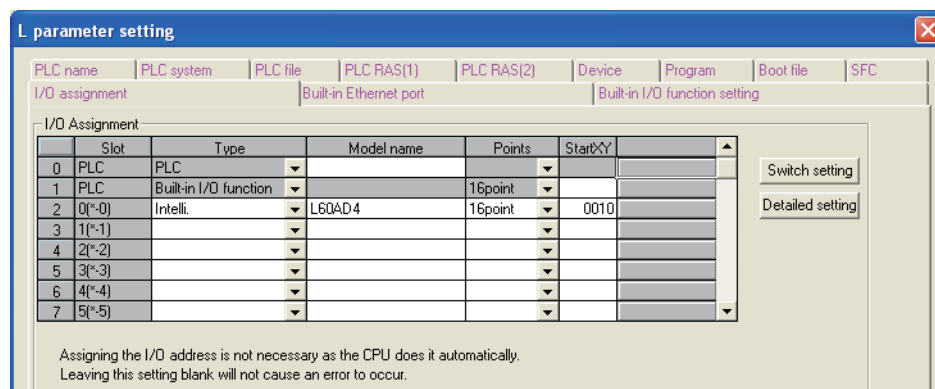 L parameter setting
PLC name PLC system PLC file PLC RAS(1) PLC RAS(2) Device Program Boot file SFC
I/O assignment Built-in Ethernet port Built-in I/O function setting
I/O Assignment
Slot Type Model name Points StartXY
0 PLC PLC
1 PLC Built-in I/O function 16point
2 0(*-0) Intelli. L60AD4 16point 0010
3 1(*-1)
4 2(*-2)
5 3(*-3)
6 4(*-4)
7 5(*-5)
Switch setting
Detailed setting
Assigning the I/O address is not necessary as the CPU does it automatically.
Leaving this setting blank will not cause an error to occur.